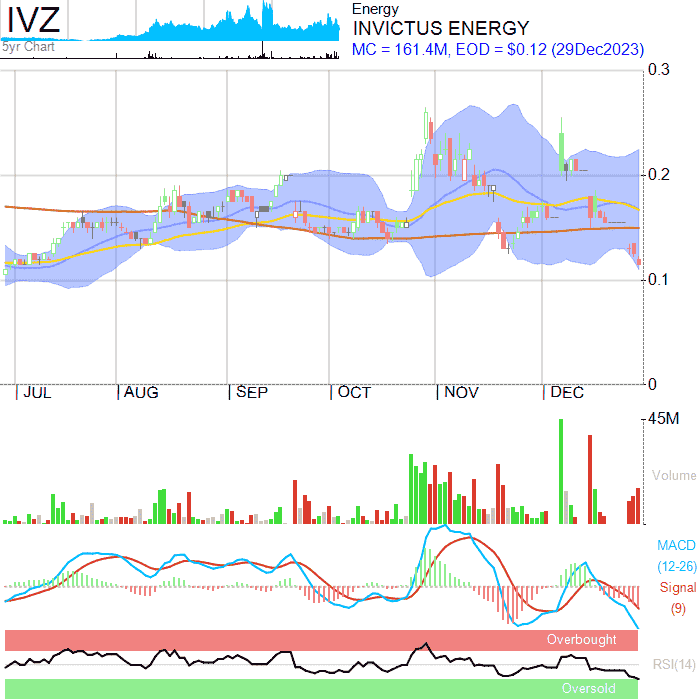 IVZ
5yr Chart
Energy
INVICTUS ENERGY
MC = 161.4M, EOD = $0.12 (29Dec2023)
0.3
0.2
0.1
0
JUL AUG SEP OCT NOV DEC
45M
Volume
MACD
(12-26)
Signal
(9)
Overbought
RSI(14)
Oversold